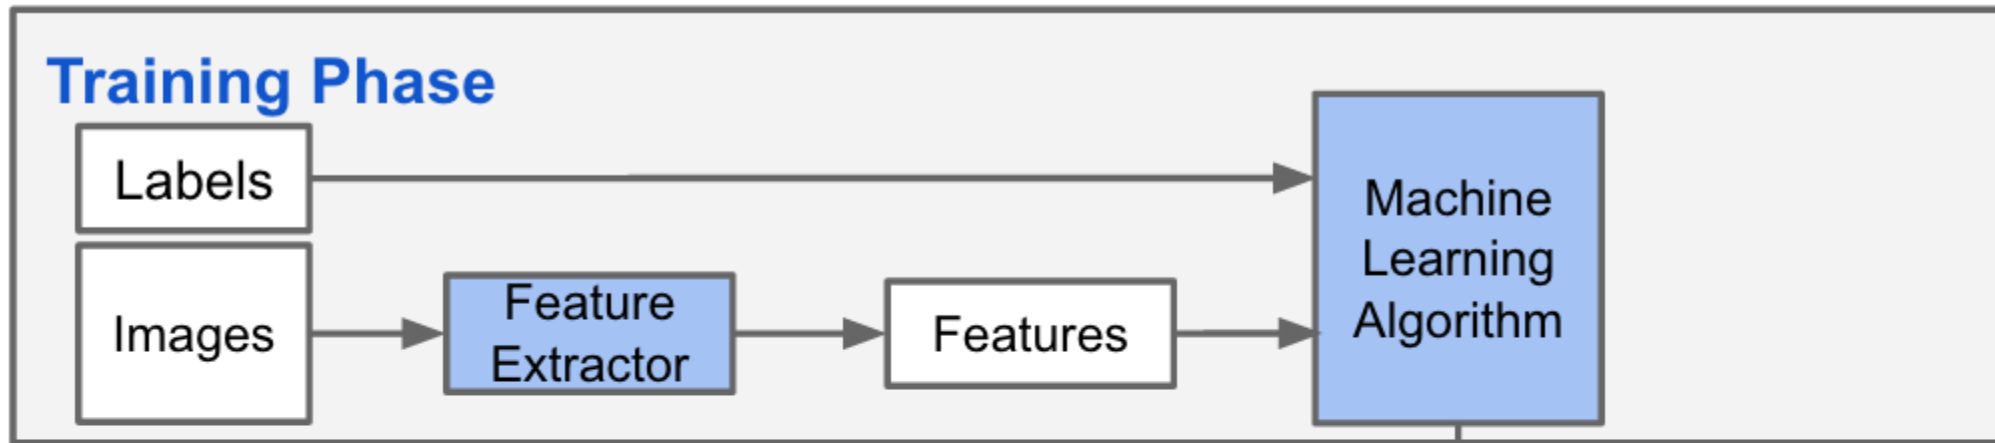 Training Phase
Labels
Images
Feature
Extractor
Features
Machine
Learning
Algorithm